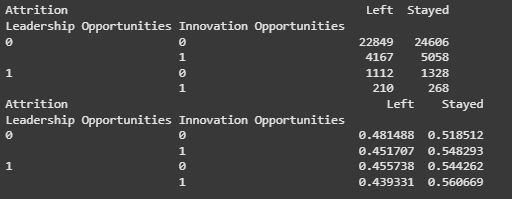 Attrition Left Stayed
Leadership Opportunities Innovation Opportunities
0 0 22849 24606
1 4167 5058
1 0 1112 1328
1 210 268
Attrition Left Stayed
Leadership Opportunities Innovation Opportunities
0 0 0.481488 0.518512
1 0.451707 0.548293
1 0 0.455738 0.544262
1 0.439331 0.560669